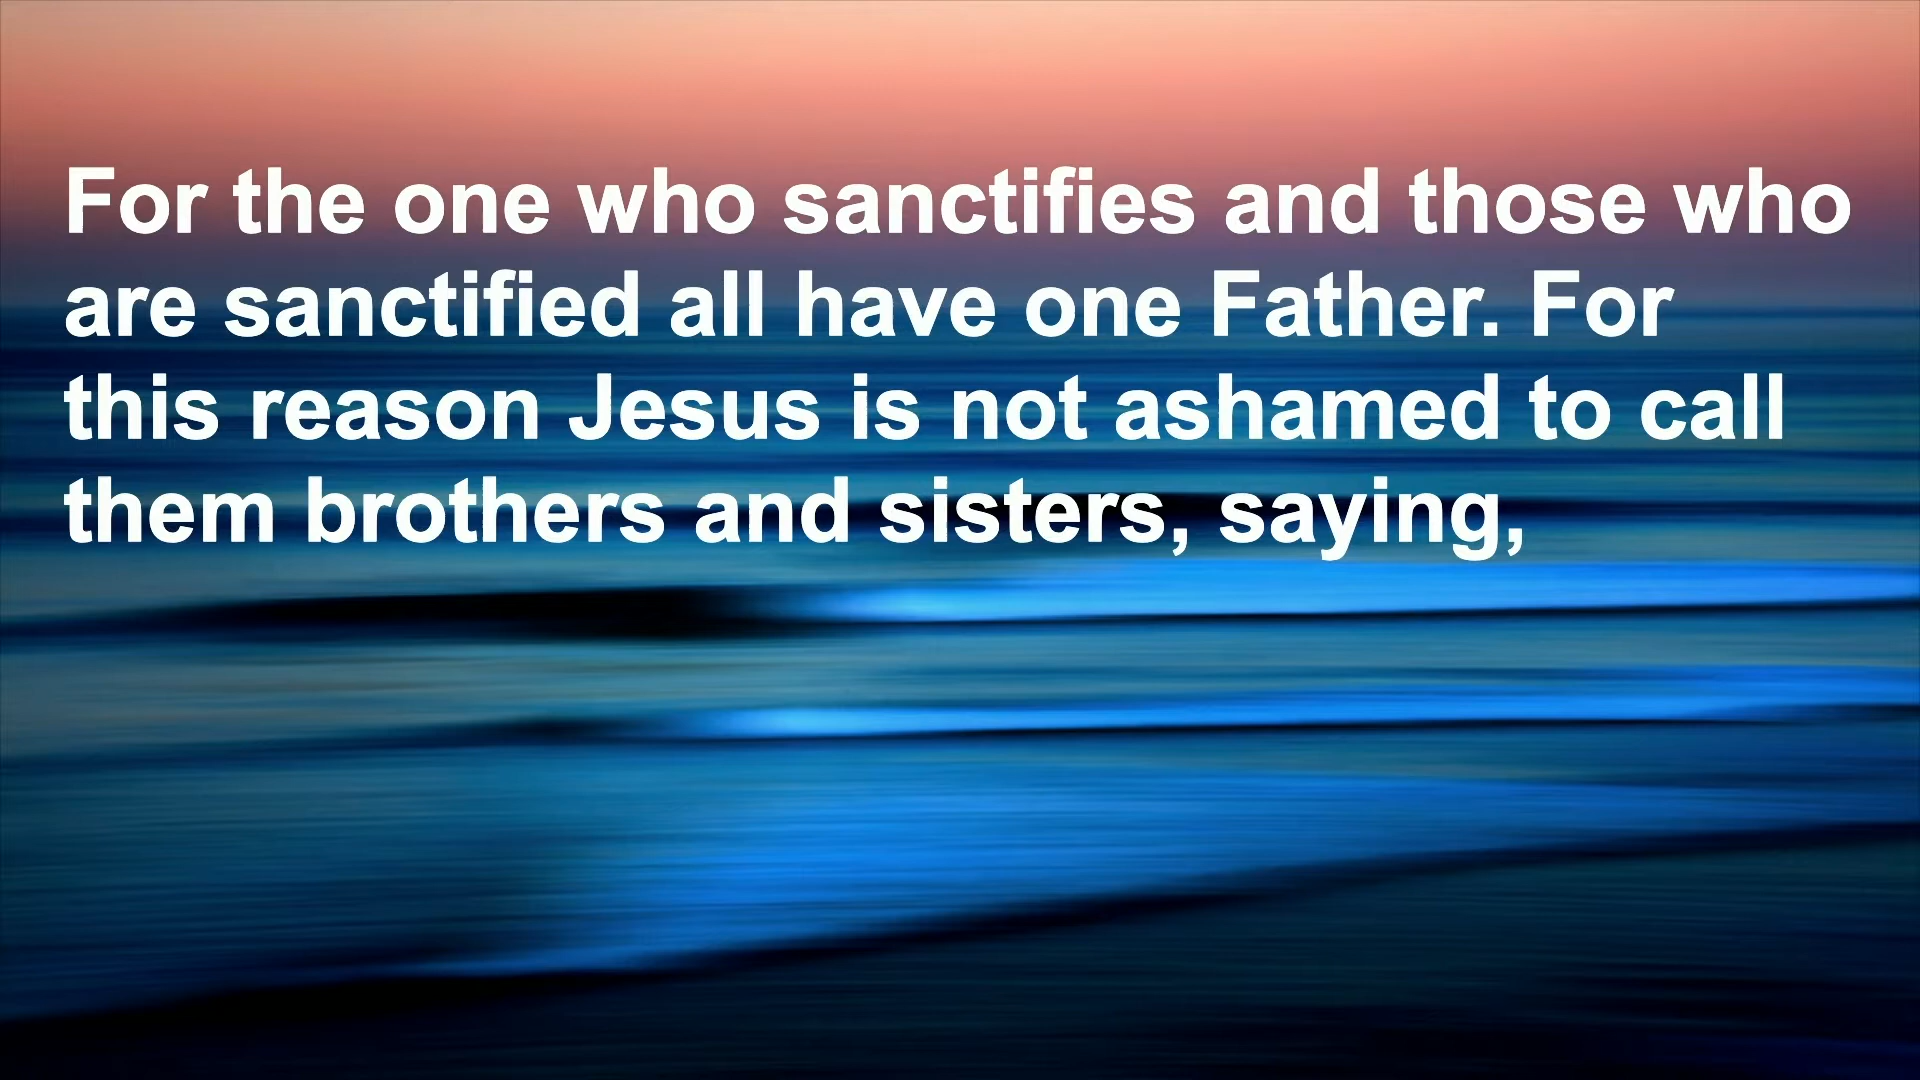 For the one who sanctifies and those who
are sanctified all have one Father. For
this reason Jesus is not ashamed to call
them brothers and sisters, saying,